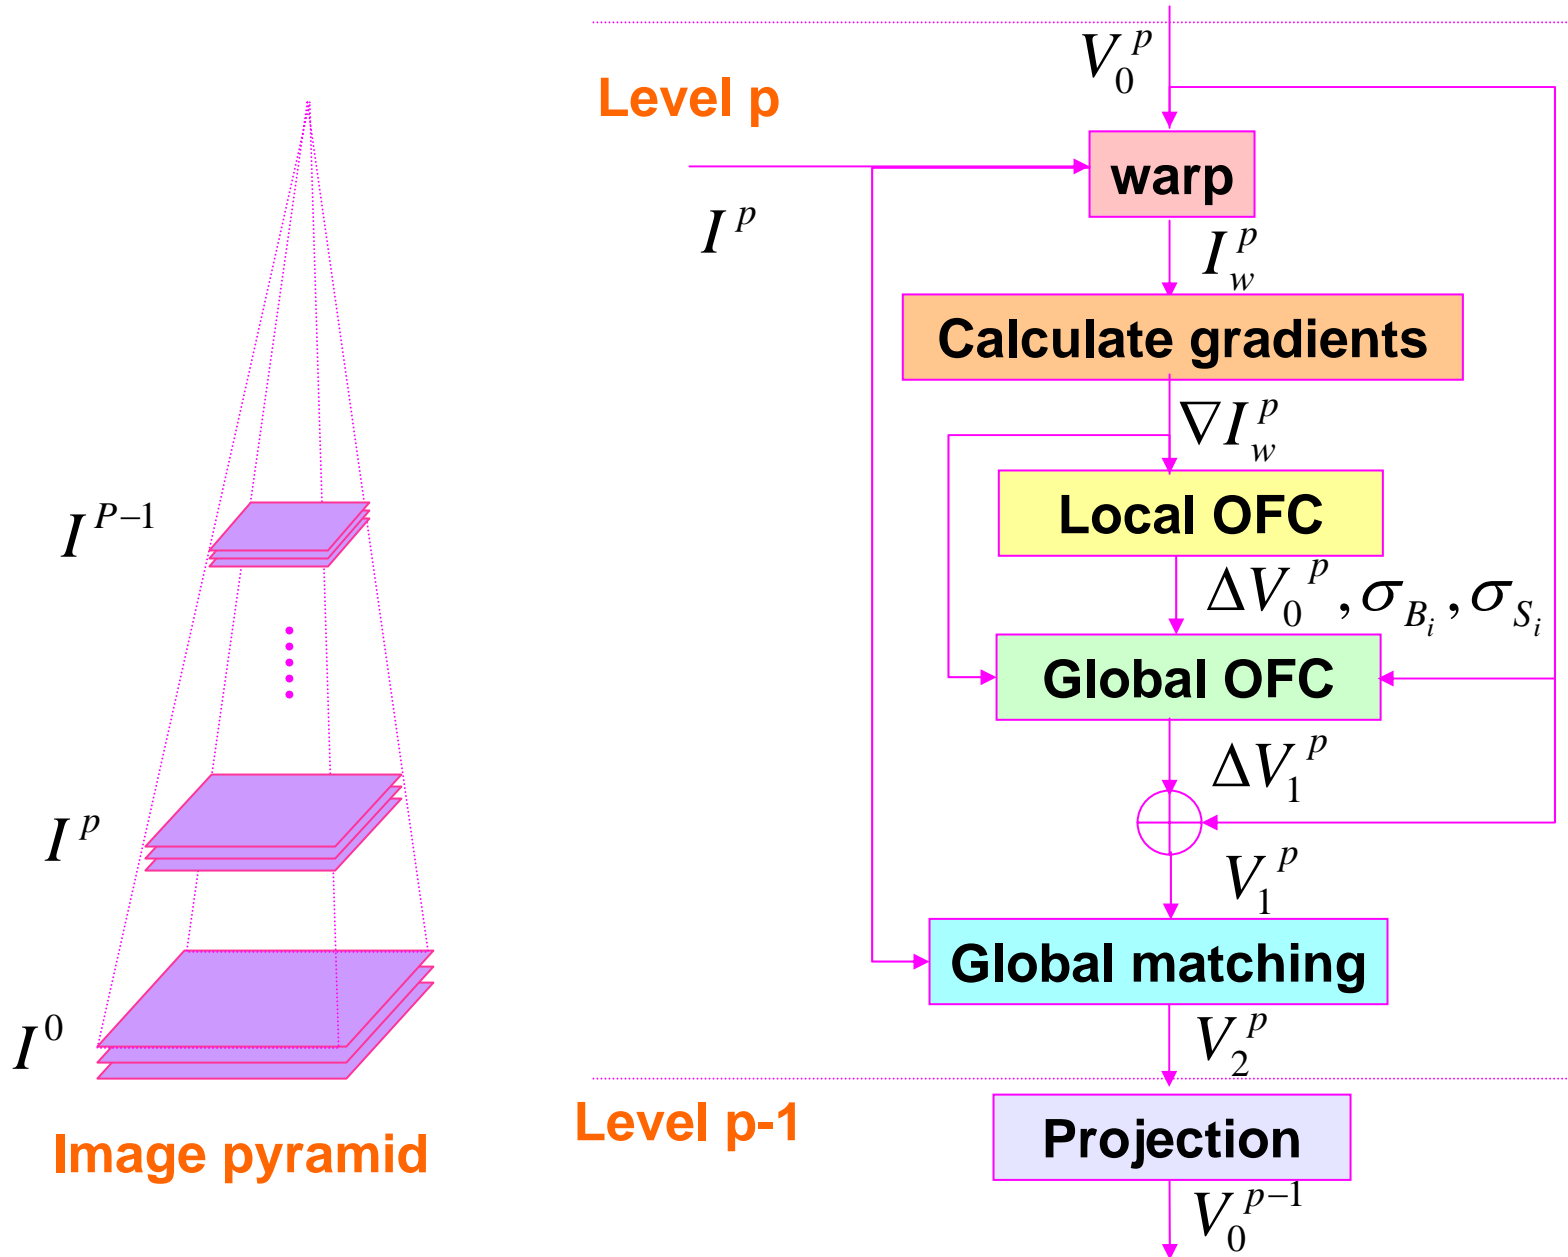 I^{P-1}
I^p
I^0
Image pyramid
V_0^p
Level p
warp
I^p
I_w^p
Calculate gradients
∇I_w^p
Local OFC
ΔV_0^p, σ_{B_i}, σ_{S_i}
Global OFC
ΔV_1^p
V_1^p
Global matching
V_2^p
Level p-1
Projection
V_0^{p-1}